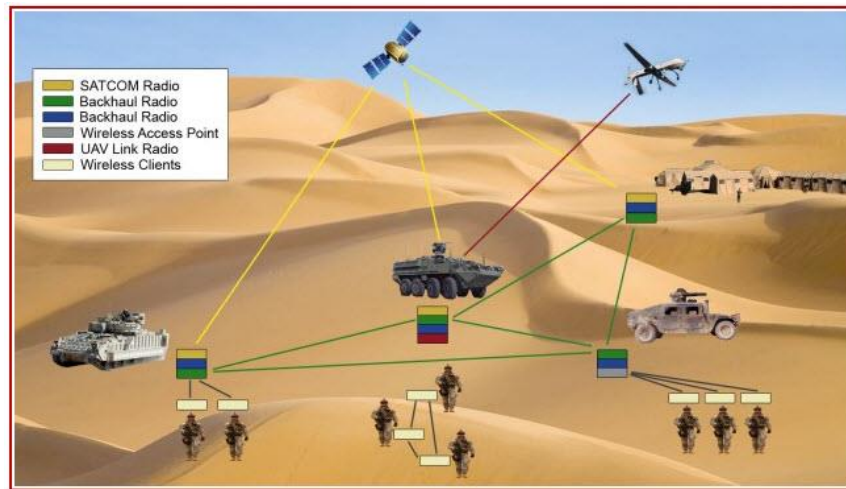 SATCOM Radio
Backhaul Radio
Backhaul Radio
Wireless Access Point
UAV Link Radio
Wireless Clients